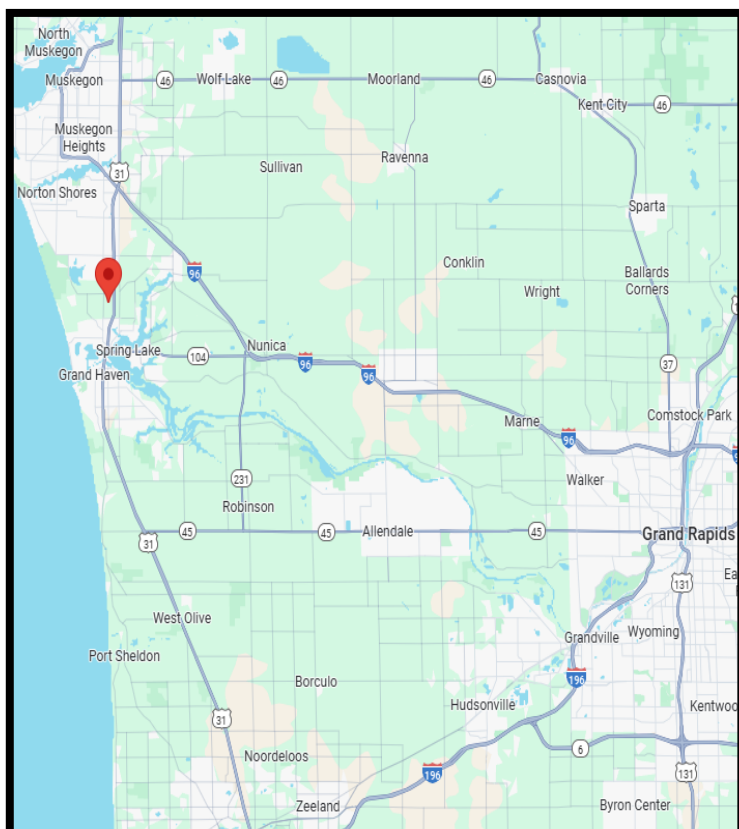 North
Muskegon
Muskegon
46
Wolf Lake
46
Moorland
46
Casnovia
Kent City
46
Muskegon
Heights
31
Sullivan
Ravenna
Norton Shores
Sparta
96
Conklin
Ballards
Corners
Wright
Spring Lake
104
Nunica
96
96
37
Grand Haven
Comstock Park
Marne
96
231
Walker
Robinson
45
45
Allendale
45
Grand Rapids
31
131
West Olive
Grandville
Wyoming
Port Sheldon
Borculo
196
Hudsonville
Kentwoo
31
6
Noordeloos
196
131
Zeeland
Byron Center